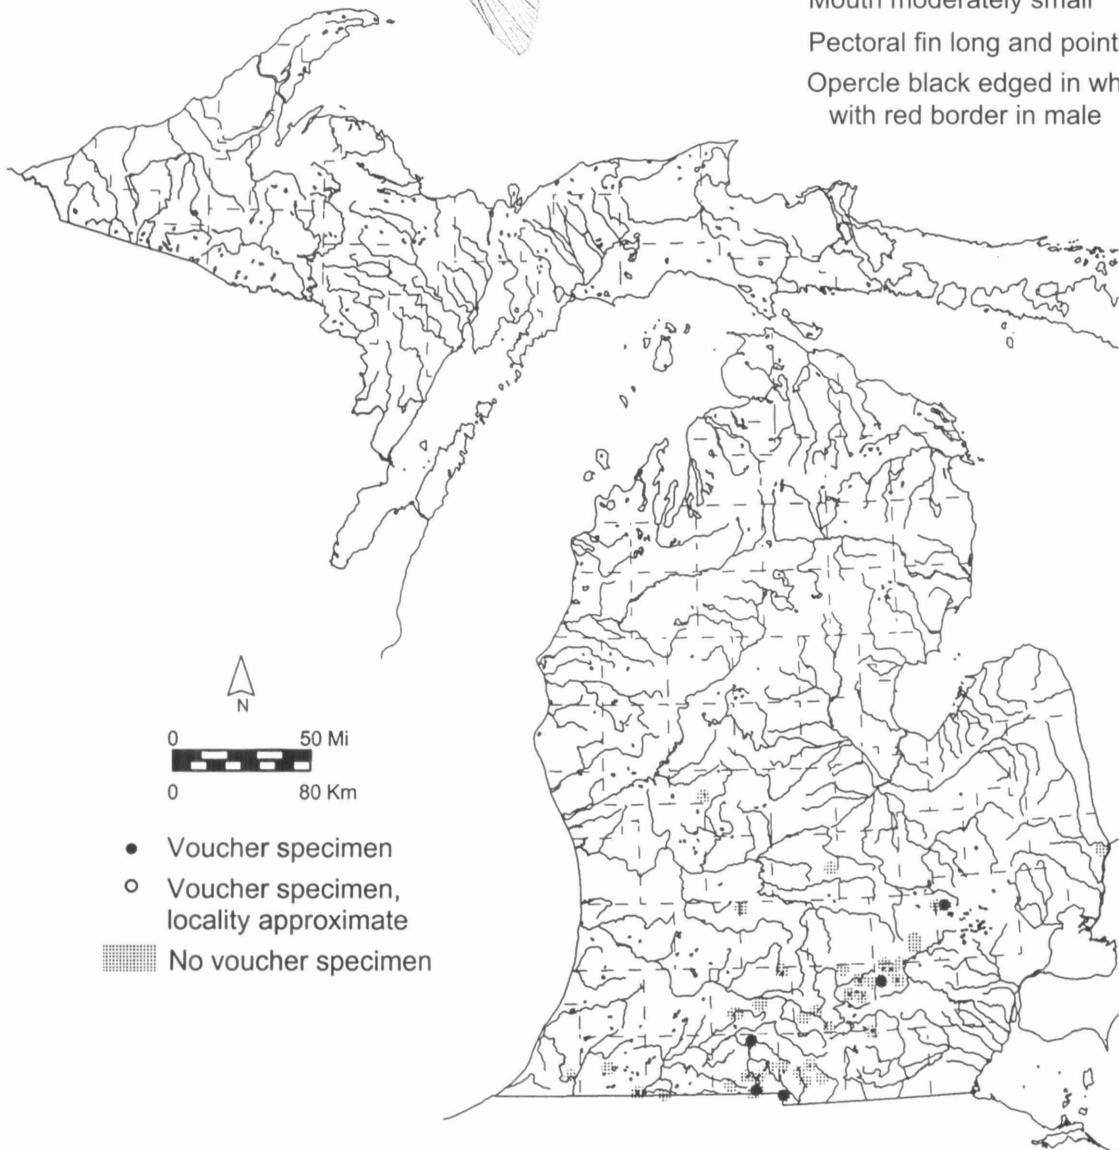 Mouth moderately small
Pectoral fin long and point
Opercle black edged in wh
with red border in male
N
0 50 Mi
0 80 Km
Voucher specimen
Voucher specimen,
locality approximate
No voucher specimen